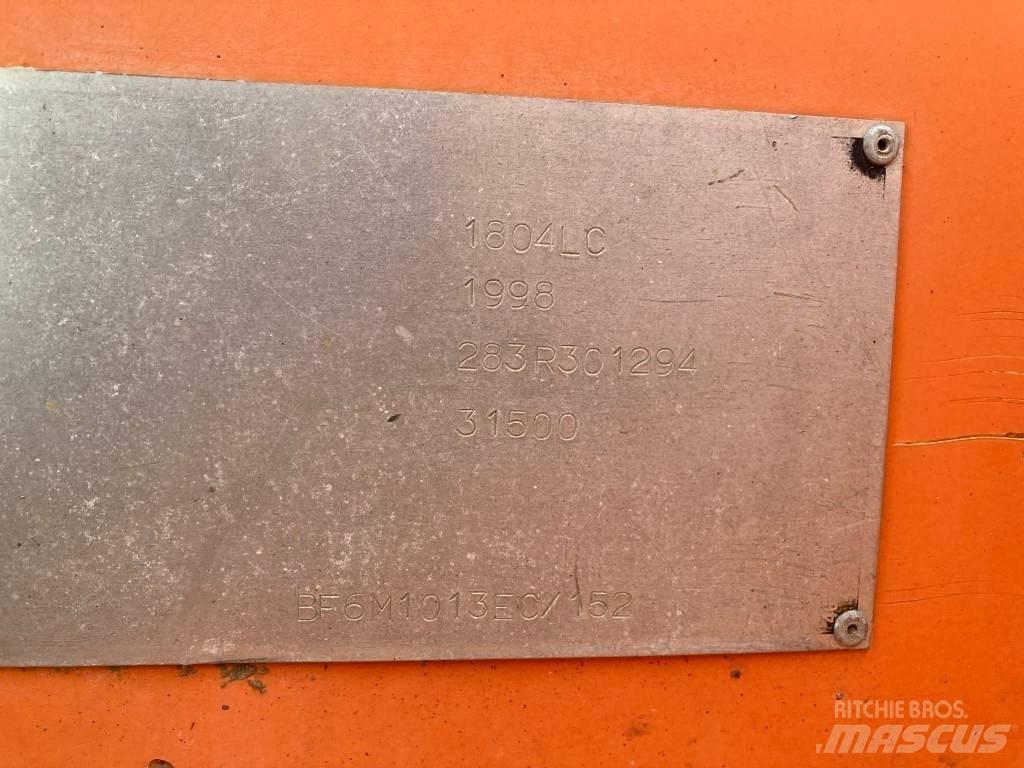 1804LC
1998
283R301294
31500
BF6M1013EC/152
RITCHIE BROS.
MASCUS